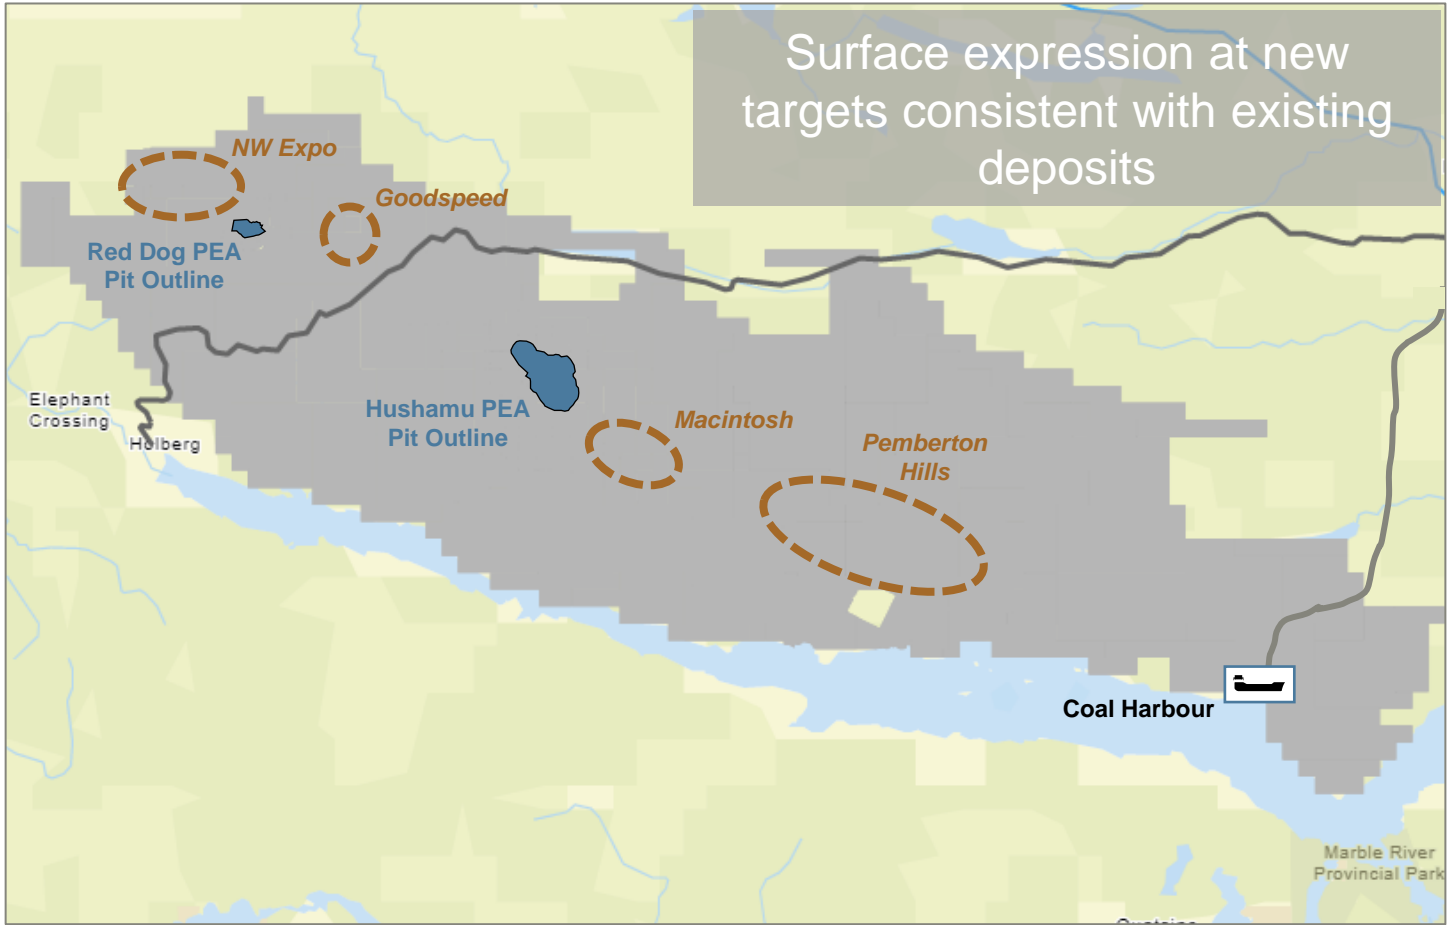 Surface expression at new
targets consistent with existing
deposits
NW Expo
Goodspeed
Red Dog PEA
Pit Outline
Elephant
Crossing
Holberg
Hushamu PEA
Pit Outline
Macintosh
Pemberton
Hills
Coal Harbour
Marble River
Provincial Park